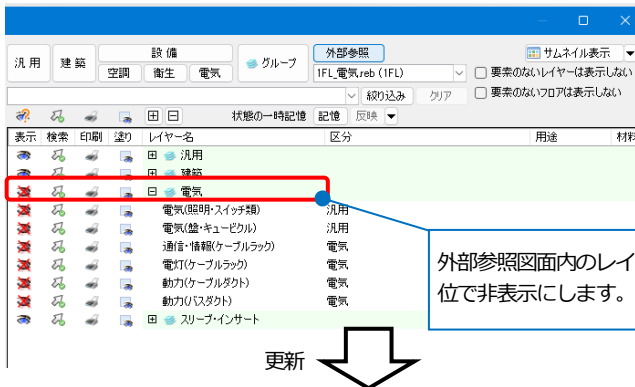 汎用 建築 設備 グループ 外部参照 サムネイル表示
空調 衛生 電気 1FL_電気.reb (1FL) 要素のないレイヤーは表示しない
絞り込み クリア 要素のないフロアは表示しない
状態の一時記憶 記憶 反映
表示 検索 印刷 塗り レイヤー名 区分 用途 材料
汎用
建築
電気
電気(照明・スイッチ類) 汎用
電気(盤・キュービクル) 汎用
通信・情報(ケーブルラック) 電気
電灯(ケーブルラック) 電気
動力(ケーブルダクト) 電気
動力(バスダクト) 電気
スリーブ・インサート
外部参照図面内のレイ
位で非表示にします。
更新